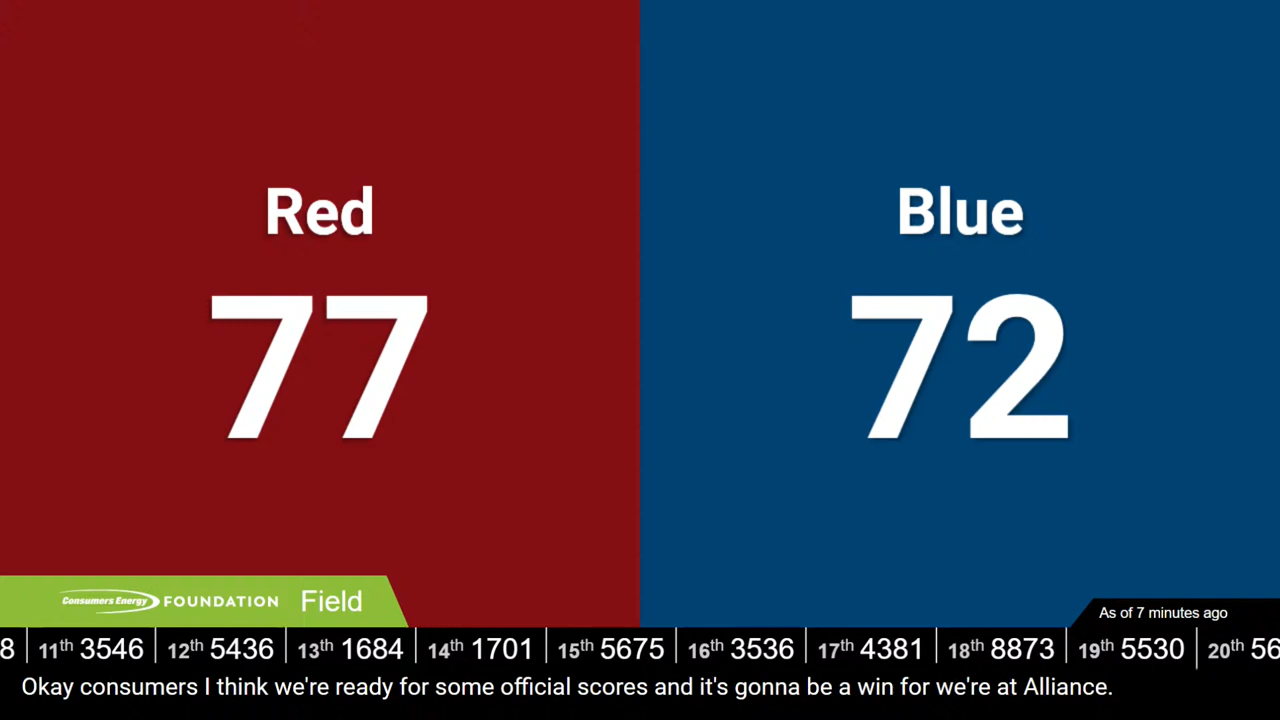 Red
Blue
77
72
Consumers Energy FOUNDATION Field
As of 7 minutes ago
8 11th 3546 12th 5436 13th 1684 14th 1701 15th 5675 16th 3536 17th 4381 18th 8873 19th 5530 20th 56
Okay consumers I think we're ready for some official scores and it's gonna be a win for we're at Alliance.